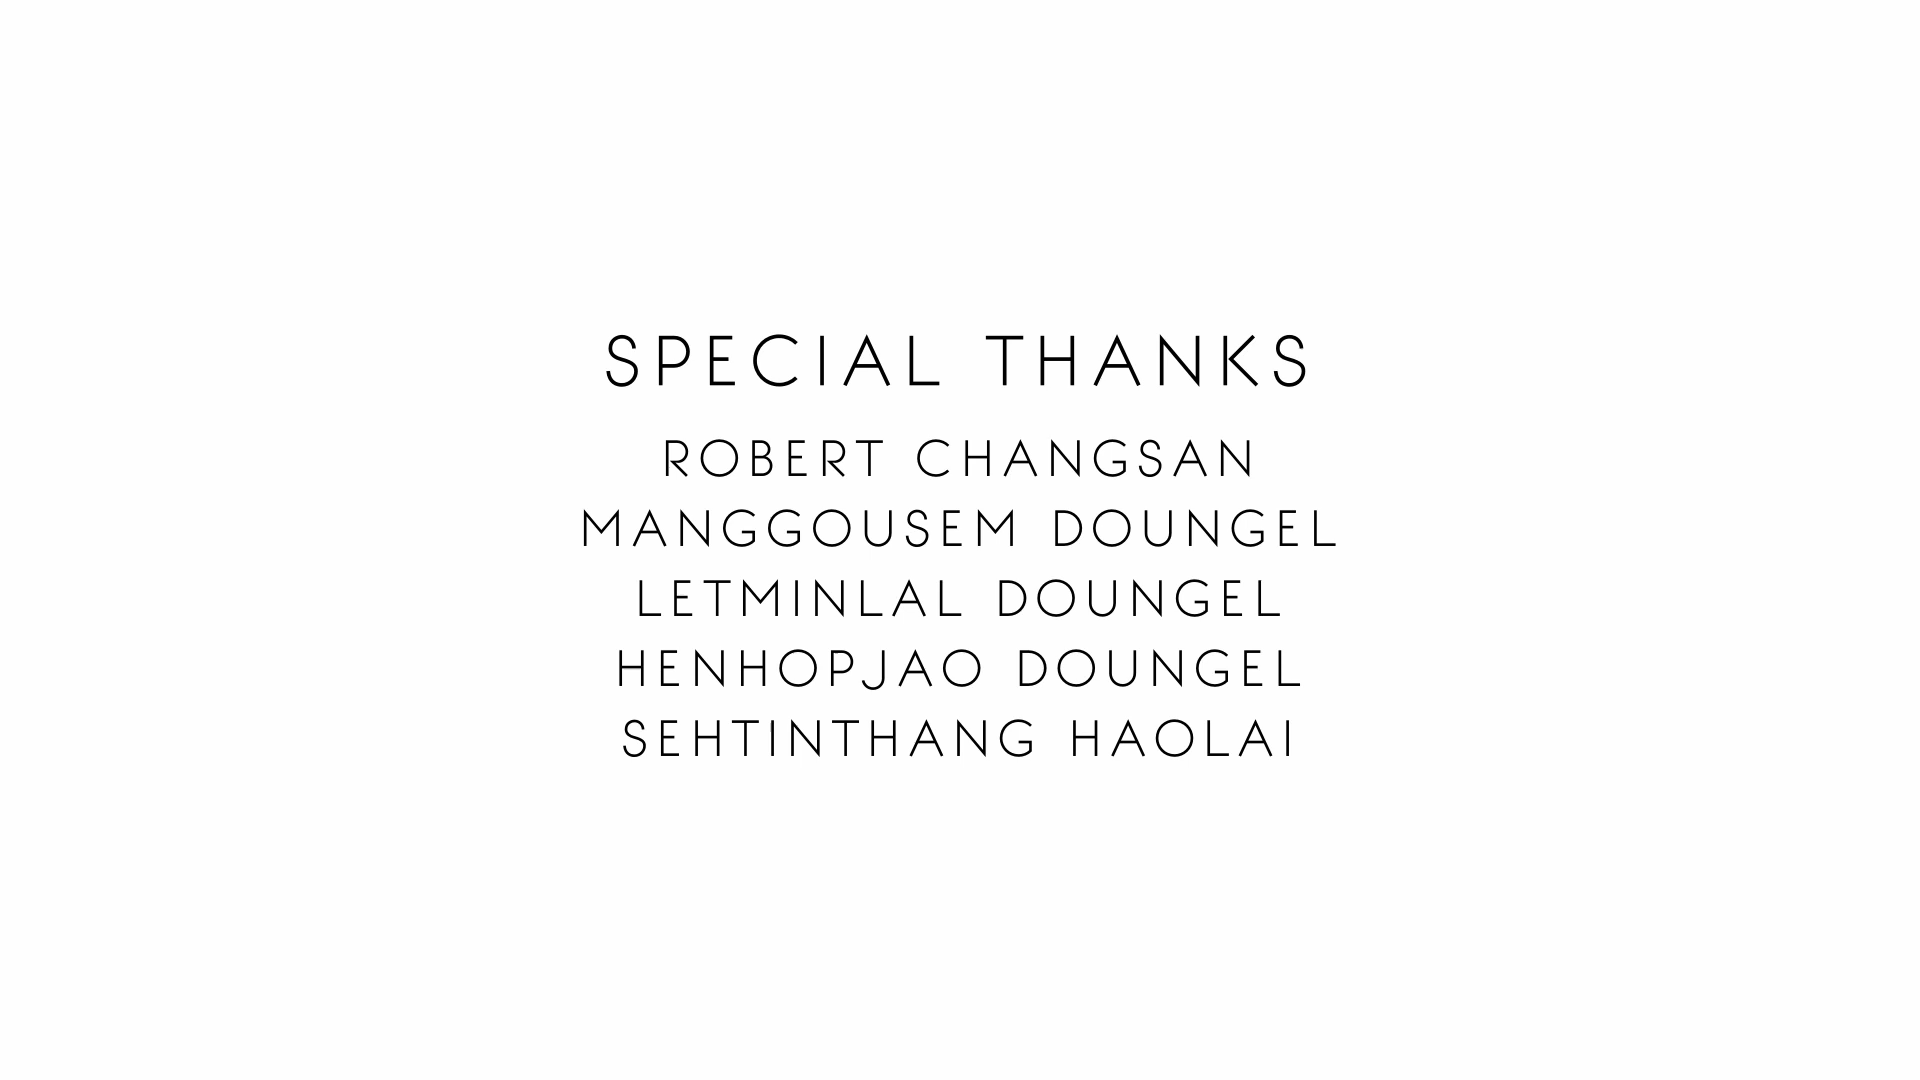 SPECIAL THANKS
ROBERT CHANGSAN
MANGGOUSEM DOUNGEL
LETMINLAL DOUNGEL
HENHOPJAO DOUNGEL
SEHTINTHANG HAOLAI